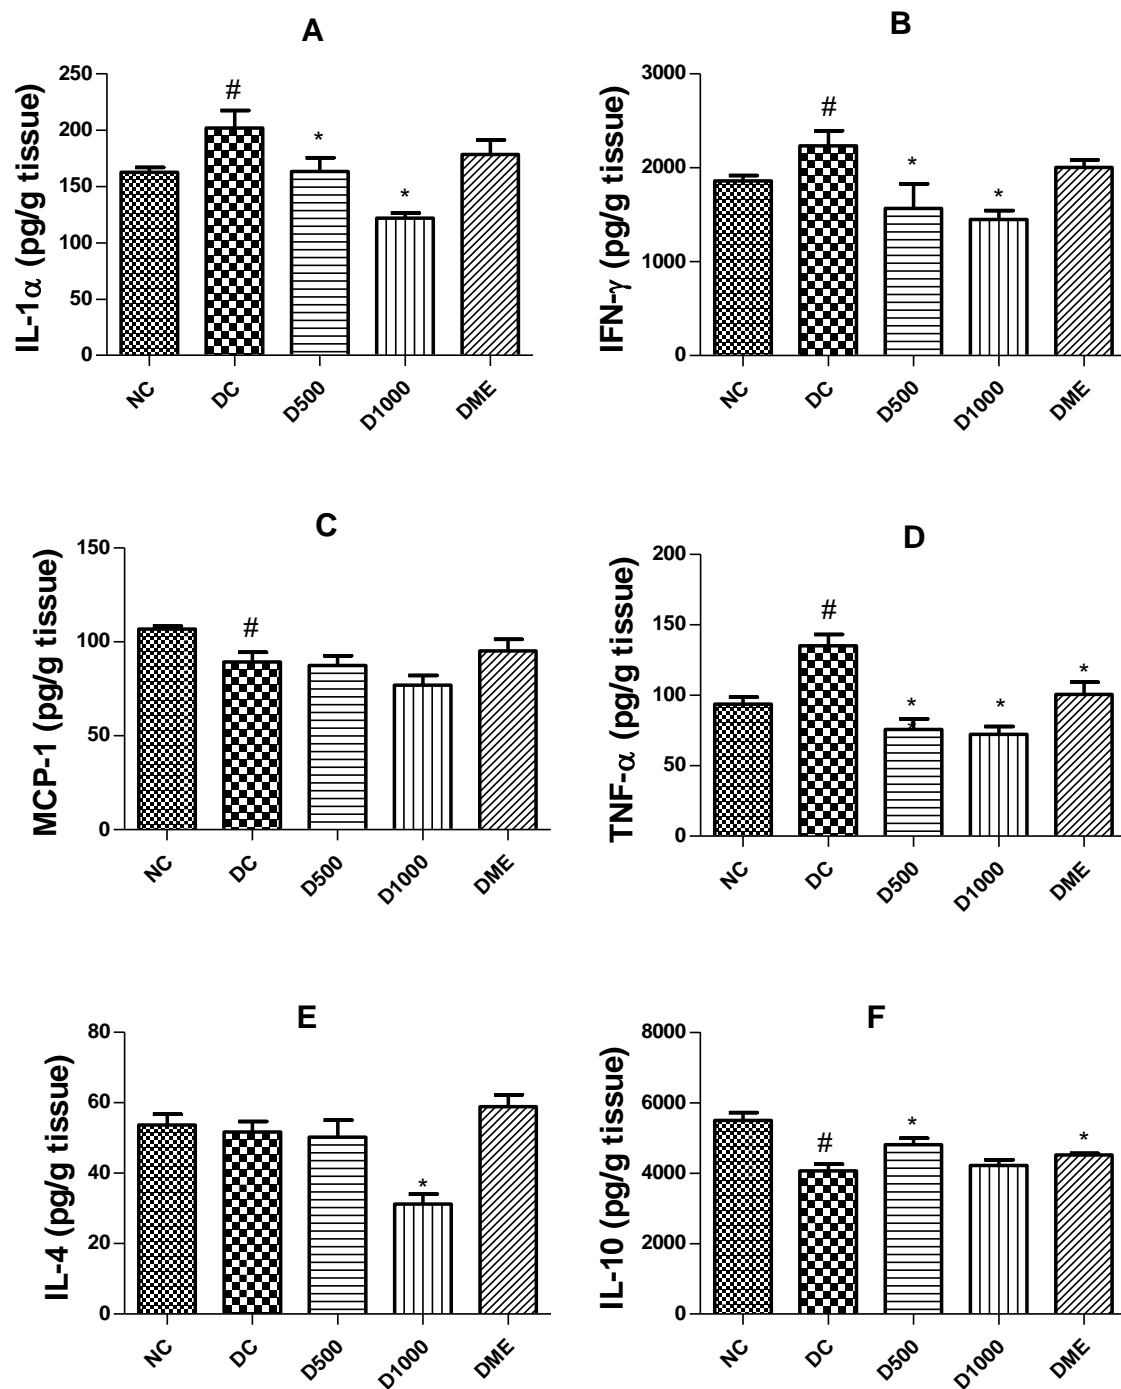 A
IL-1α (pg/g tissue)
250
200
150
100
50
0
#
*
*
NC
DC
D500
D1000
DME
B
IFN-γ (pg/g tissue)
3000
2000
1000
0
#
*
*
NC
DC
D500
D1000
DME
C
MCP-1 (pg/g tissue)
150
100
50
0
#
NC
DC
D500
D1000
DME
D
TNF-α (pg/g tissue)
200
150
100
50
0
#
*
*
*
NC
DC
D500
D1000
DME
E
IL-4 (pg/g tissue)
80
60
40
20
0
*
NC
DC
D500
D1000
DME
F
IL-10 (pg/g tissue)
8000
6000
4000
2000
0
#
*
*
NC
DC
D500
D1000
DME